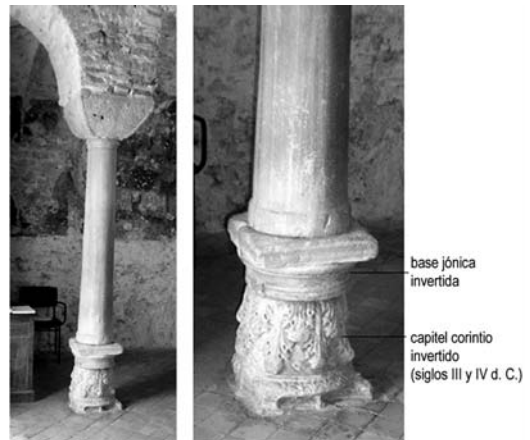 base jónica
invertida
capitel corintio
invertido
(siglos III y IV d. C.)